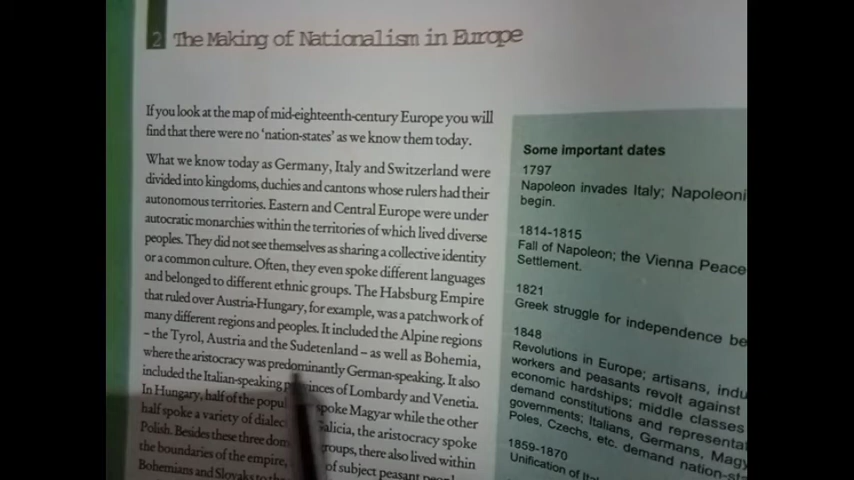 2 The Making of Nationalism in Europe
If you look at the map of mid-eighteenth-century Europe you will
find that there were no 'nation-states' as we know them today.
What we know today as Germany, Italy and Switzerland were
divided into kingdoms, duchies and cantons whose rulers had their
autonomous territories. Eastern and Central Europe were under
autocratic monarchies within the territories of which lived diverse
peoples. They did not see themselves as sharing a collective identity
or a common culture. Often, they even spoke different languages
and belonged to different ethnic groups. The Habsburg Empire
that ruled over Austria-Hungary, for example, was a patchwork of
many different regions and peoples. It included the Alpine regions
– the Tyrol, Austria and the Sudetenland – as well as Bohemia,
where the aristocracy was predominantly German-speaking. It also
included the Italian-speaking provinces of Lombardy and Venetia.
In Hungary, half of the spoke Magyar while the other
half spoke a variety of Galicia, the aristocracy spoke
Polish. Besides these three groups, there also lived within
the boundaries of the empire, of subject peasant
Bohemians and Slovaks to
Some important dates
1797
Napoleon invades Italy; Napoleoni
begin.
1814-1815
Fall of Napoleon; the Vienna Peace
Settlement.
1821
Greek struggle for independence be
1848
Revolutions in Europe; artisans, indu
workers and peasants revolt against
economic hardships; middle classes
demand constitutions and representa
governments; Italians, Germans, Magy
Poles, Czechs, etc. demand nation-sta
1859-1870
Unification of Ita